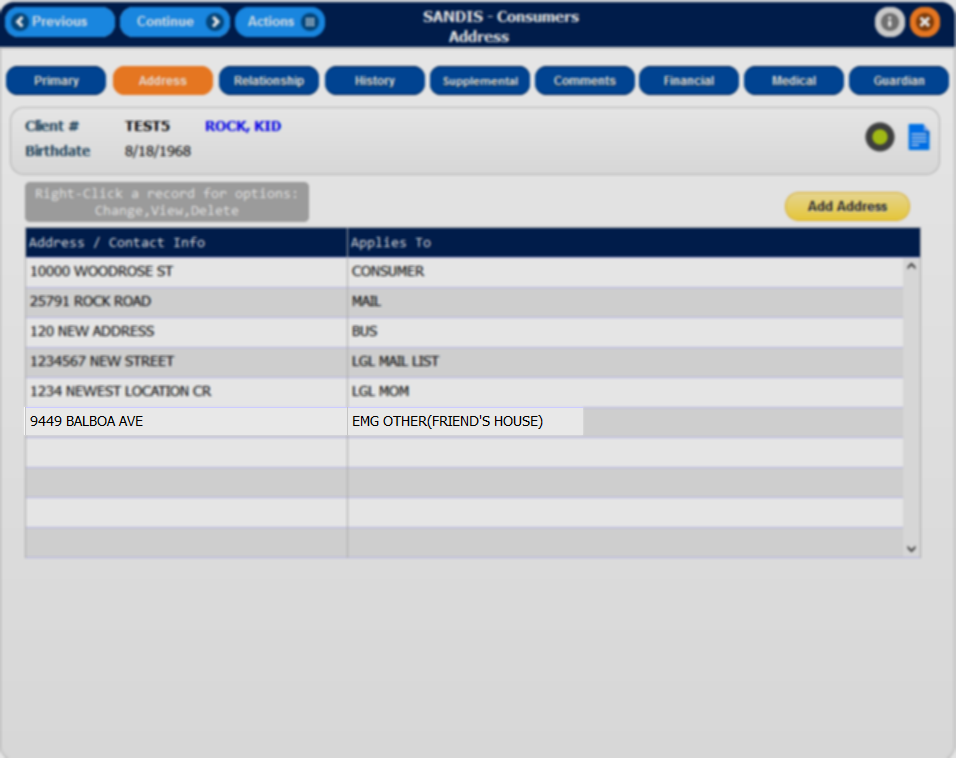 Previous Continue Actions
SANDIS - Consumers
Address
Primary Address Relationship History Supplemental Comments Financial Medical Guardian
Client # TEST5 ROCK, KID
Birthdate 8/18/1968
Right-Click a record for options:
Change,View,Delete
Add Address
Address / Contact Info Applies To
10000 WOODROSE ST CONSUMER
25791 ROCK ROAD MAIL
120 NEW ADDRESS BUS
1234567 NEW STREET LGL MAIL LIST
1234 NEWEST LOCATION CR LGL MOM
9449 BALBOA AVE EMG OTHER(FRIEND'S HOUSE)